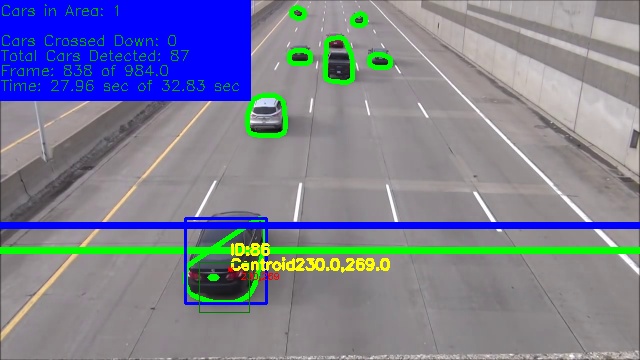 Cars in Area: 1
Cars Crossed Down: 0
Total Cars Detected: 87
Frame: 838 of 984.0
Time: 27.96 sec of 32.83 sec
ID:86
Centroid230.0,269.0